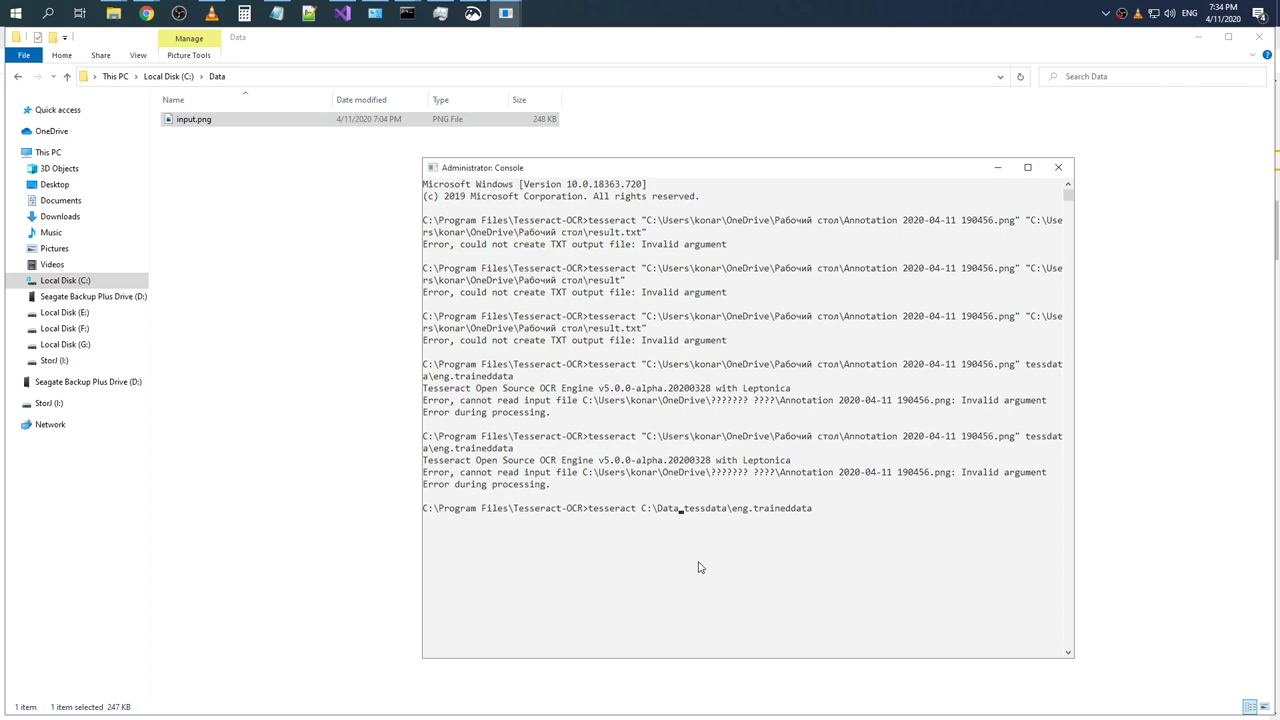 7:34 PM
ENG
4/11/2020
4
Manage
Data
File
Home
Share
View
Picture Tools
This PC
Local Disk (C:)
Data
Search Data
Name
Date modified
Type
Size
input.png
4/11/2020 7:04 PM
PNG File
248 KB
Quick access
OneDrive
This PC
3D Objects
Desktop
Documents
Downloads
Music
Pictures
Videos
Local Disk (C:)
Seagate Backup Plus Drive (D:)
Local Disk (E:)
Local Disk (F:)
Local Disk (G:)
StorJ (I:)
Seagate Backup Plus Drive (D:)
StorJ (I:)
Network
Administrator: Console
Microsoft Windows [Version 10.0.18363.720]
(c) 2019 Microsoft Corporation. All rights reserved.
C:\Program Files\Tesseract-OCR>tesseract "C:\Users\konar\OneDrive\Рабочий стол\Annotation 2020-04-11 190456.png" "C:\Use
rs\konar\OneDrive\Рабочий стол\result.txt"
Error, could not create TXT output file: Invalid argument
C:\Program Files\Tesseract-OCR>tesseract "C:\Users\konar\OneDrive\Рабочий стол\Annotation 2020-04-11 190456.png" "C:\Use
rs\konar\OneDrive\Рабочий стол\result"
Error, could not create TXT output file: Invalid argument
C:\Program Files\Tesseract-OCR>tesseract "C:\Users\konar\OneDrive\Рабочий стол\Annotation 2020-04-11 190456.png" "C:\Use
rs\konar\OneDrive\Рабочий стол\result.txt"
Error, could not create TXT output file: Invalid argument
C:\Program Files\Tesseract-OCR>tesseract "C:\Users\konar\OneDrive\Рабочий стол\Annotation 2020-04-11 190456.png" tessdat
a\eng.traineddata
Tesseract Open Source OCR Engine v5.0.0-alpha.20200328 with Leptonica
Error, cannot read input file C:\Users\konar\OneDrive\??????? ????\Annotation 2020-04-11 190456.png: Invalid argument
Error during processing.
C:\Program Files\Tesseract-OCR>tesseract "C:\Users\konar\OneDrive\Рабочий стол\Annotation 2020-04-11 190456.png" tessdat
a\eng.traineddata
Tesseract Open Source OCR Engine v5.0.0-alpha.20200328 with Leptonica
Error, cannot read input file C:\Users\konar\OneDrive\??????? ????\Annotation 2020-04-11 190456.png: Invalid argument
Error during processing.
C:\Program Files\Tesseract-OCR>tesseract C:\Data tessdata\eng.traineddata
1 item
1 item selected 247 KB